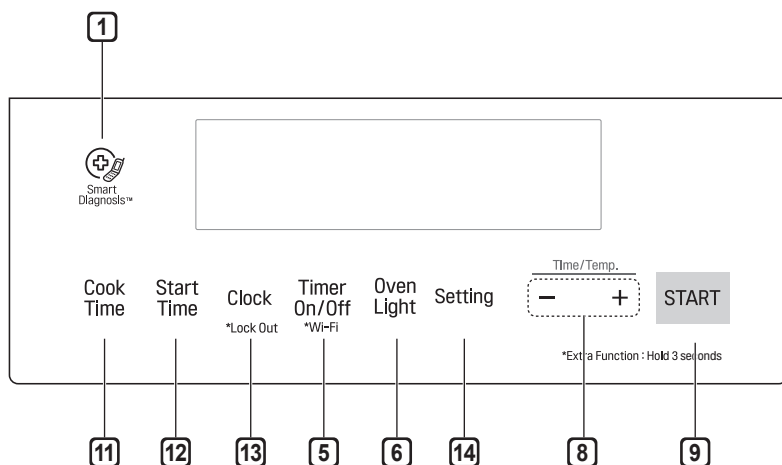 1
Smart
Diagnosis™
Time/Temp.
Cook
Time
Start
Time
Clock
*Lock Out
Timer
On/Off
*Wi-Fi
Oven
Light
Setting
− +
START
*Extra Function : Hold 3 seconds
11 12 13 5 6 14 8 9